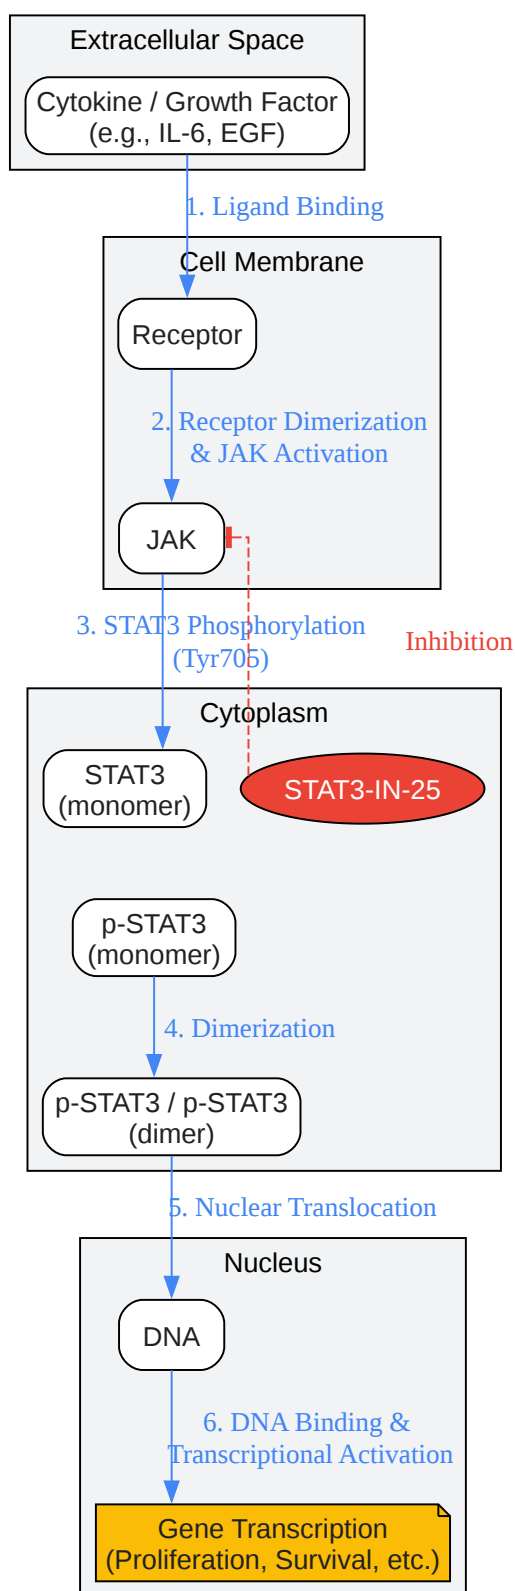 Extracellular Space
Cytokine / Growth Factor
(e.g., IL-6, EGF)
1. Ligand Binding
Cell Membrane
Receptor
2. Receptor Dimerization
& JAK Activation
JAK
3. STAT3 Phosphorylation
(Tyr705)
Inhibition
Cytoplasm
STAT3
(monomer)
STAT3-IN-25
p-STAT3
(monomer)
4. Dimerization
p-STAT3 / p-STAT3
(dimer)
5. Nuclear Translocation
Nucleus
DNA
6. DNA Binding &
Transcriptional Activation
Gene Transcription
(Proliferation, Survival, etc.)